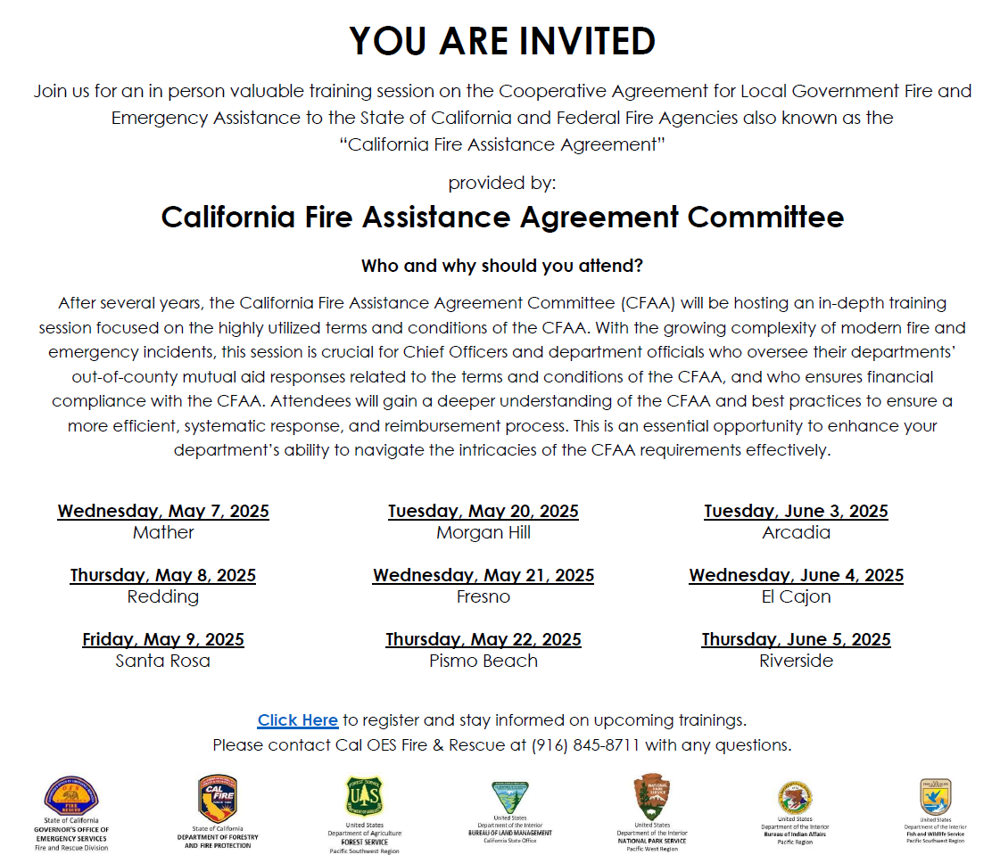 YOU ARE INVITED
Join us for an in person valuable training session on the Cooperative Agreement for Local Government Fire and
Emergency Assistance to the State of California and Federal Fire Agencies also known as the
“California Fire Assistance Agreement”
provided by:
California Fire Assistance Agreement Committee
Who and why should you attend?
After several years, the California Fire Assistance Agreement Committee (CFAA) will be hosting an in-depth training
session focused on the highly utilized terms and conditions of the CFAA. With the growing complexity of modern fire and
emergency incidents, this session is crucial for Chief Officers and department officials who oversee their departments’
out-of-county mutual aid responses related to the terms and conditions of the CFAA, and who ensures financial
compliance with the CFAA. Attendees will gain a deeper understanding of the CFAA and best practices to ensure a
more efficient, systematic response, and reimbursement process. This is an essential opportunity to enhance your
department’s ability to navigate the intricacies of the CFAA requirements effectively.
Wednesday, May 7, 2025
Mather
Thursday, May 8, 2025
Redding
Friday, May 9, 2025
Santa Rosa
Tuesday, May 20, 2025
Morgan Hill
Wednesday, May 21, 2025
Fresno
Thursday, May 22, 2025
Pismo Beach
Tuesday, June 3, 2025
Arcadia
Wednesday, June 4, 2025
El Cajon
Thursday, June 5, 2025
Riverside
Click Here to register and stay informed on upcoming trainings.
Please contact Cal OES Fire & Rescue at (916) 845-8711 with any questions.
OES
FIRE
RESCUE
State of California
GOVERNOR'S OFFICE OF
EMERGENCY SERVICES
Fire and Rescue Division
CAL
FIRE
State of California
DEPARTMENT OF FORESTRY
AND FIRE PROTECTION
FOREST SERVICE
UAS
United States
Department of Agriculture
FOREST SERVICE
Pacific Southwest Region
United States
Department of the Interior
BUREAU OF LAND MANAGEMENT
California State Office
NATIONAL
PARK
SERVICE
United States
Department of the Interior
NATIONAL PARK SERVICE
Pacific West Region
United States
Department of the Interior
Bureau of Indian Affairs
Pacific Region
United States
Department of the Interior
Fish and Wildlife Service
Pacific Southwest Region